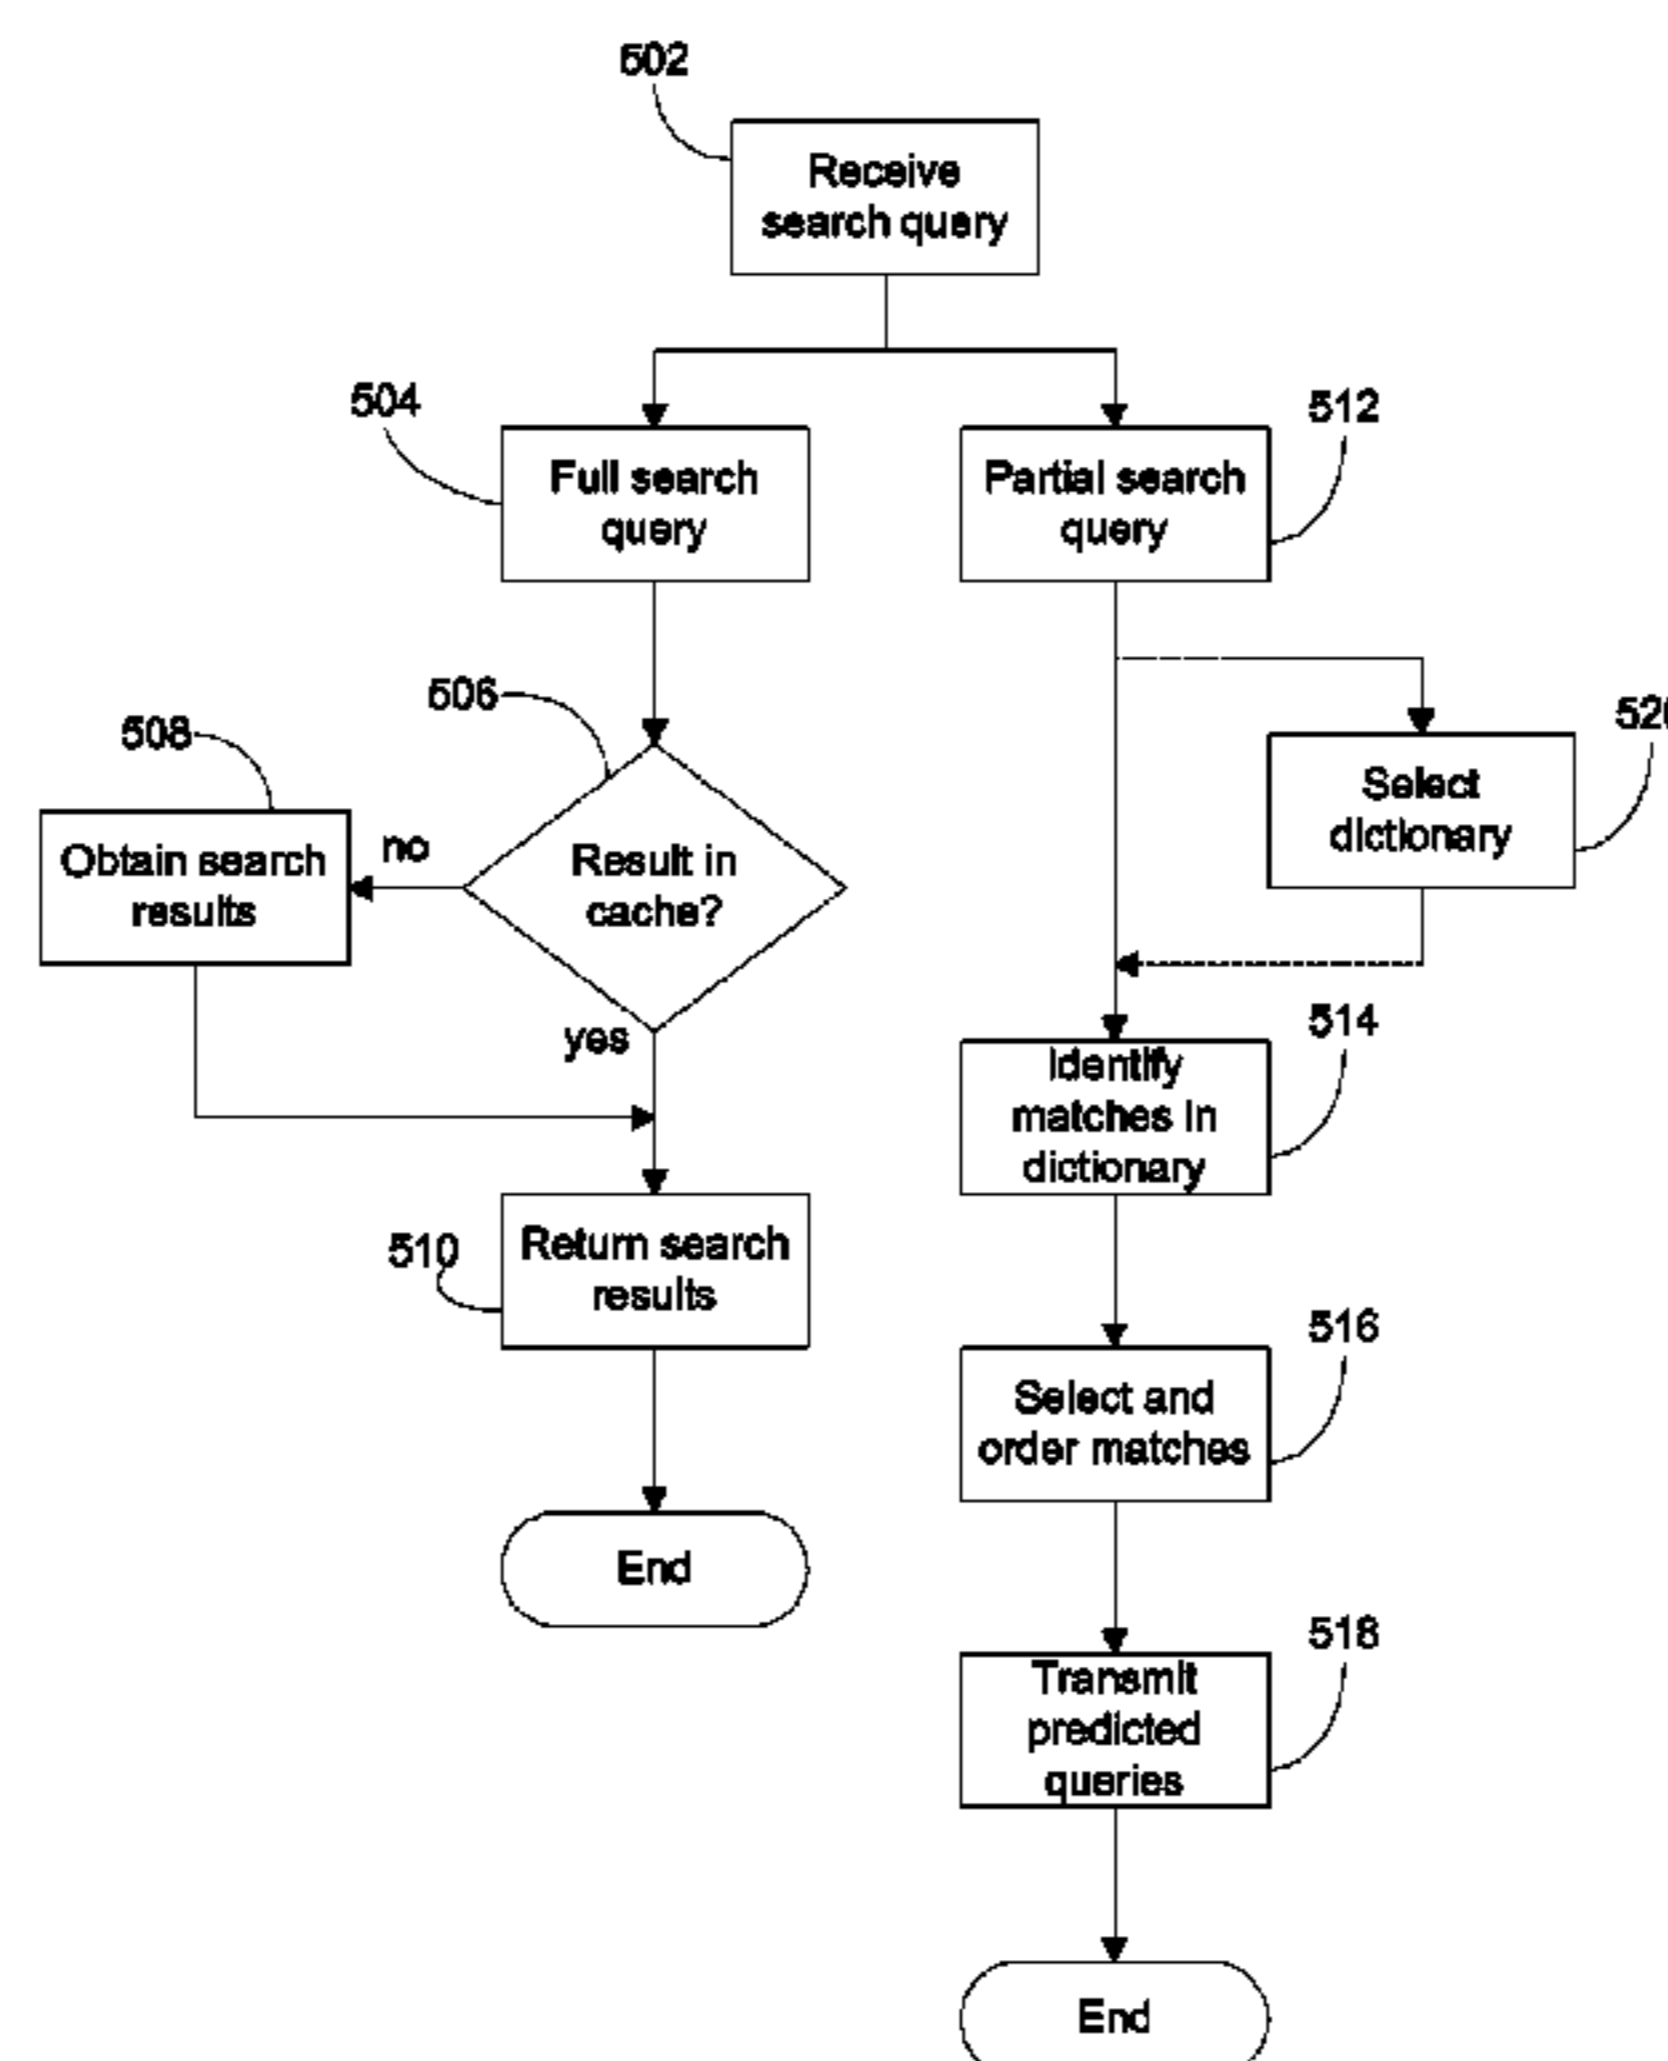 502
Receive
search query
504
Full search
query
512
Partial search
query
506
508
Obtain search
results
no
Result in
cache?
yes
Select
dictionary
514
Identify
matches in
dictionary
510
Return search
results
516
Select and
order matches
End
518
Transmit
predicted
queries
End